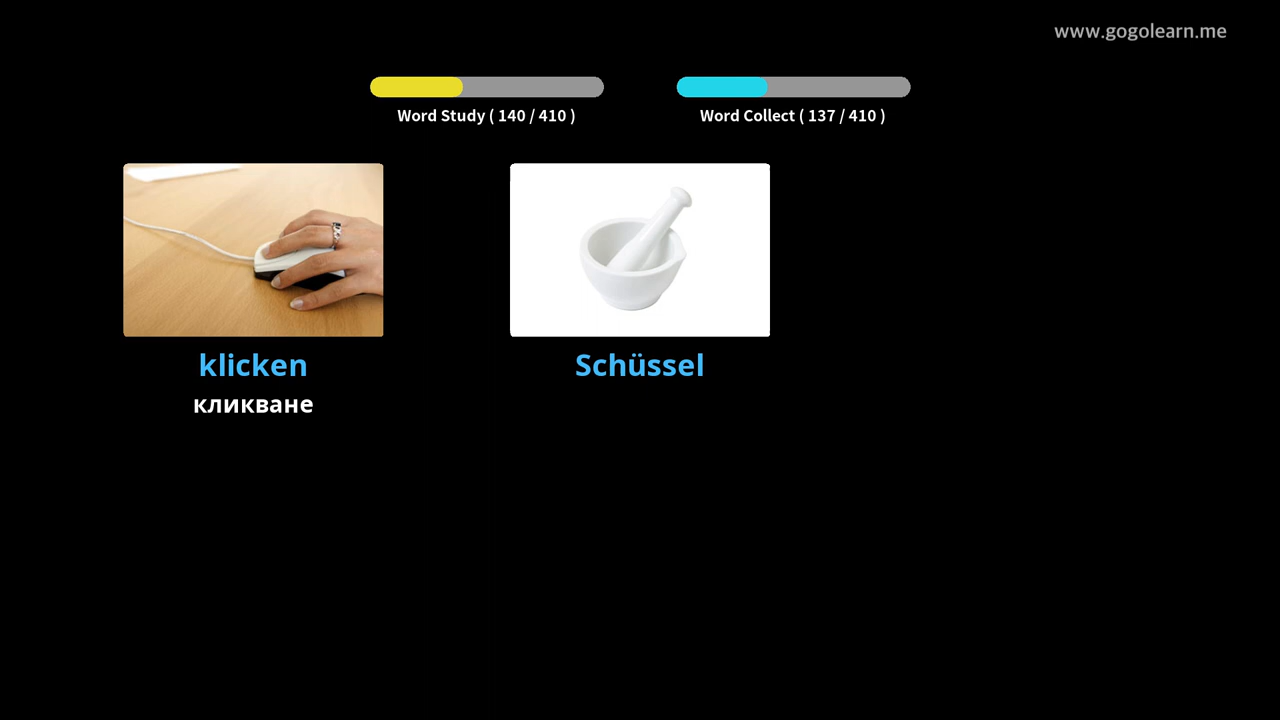 www.gogolearn.me
Word Study ( 140 / 410 )
Word Collect ( 137 / 410 )
klicken
кликване
Schüssel